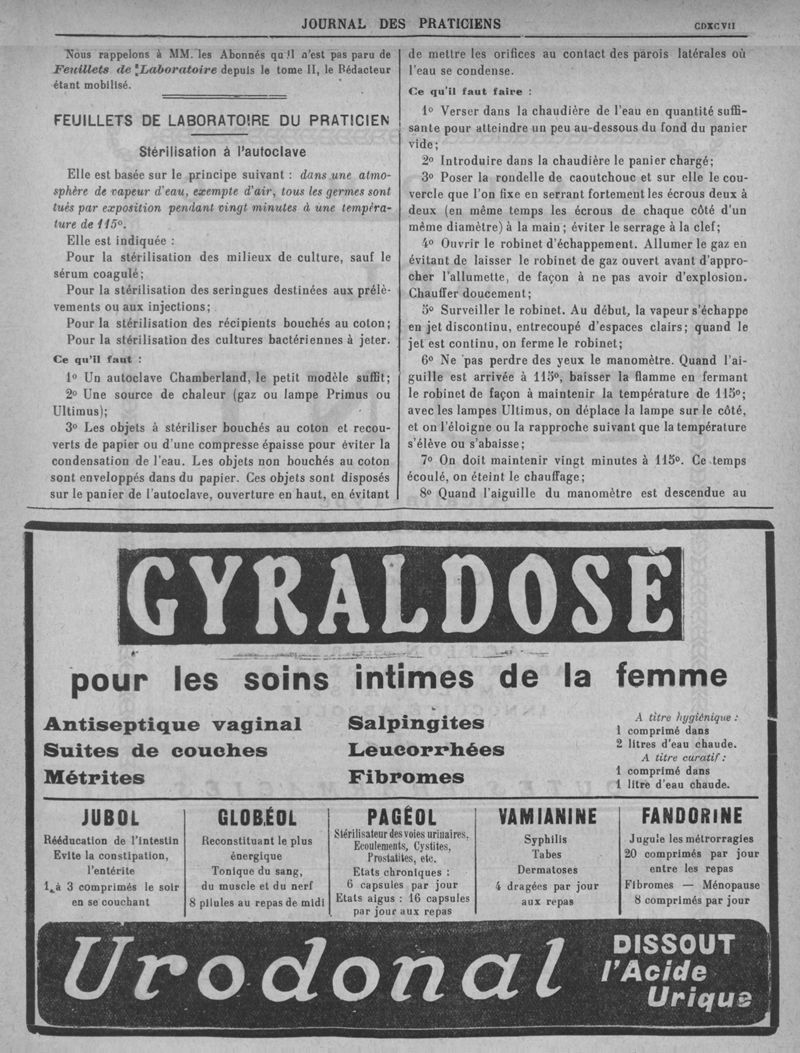 JOURNAL DES PRATICIENS
CDXCVII
Nous rappelons à MM. les Abonnés qu'il n'est pas paru de
Feuillets de Laboratoire depuis le tome II, le Rédacteur
étant mobilisé.
FEUILLETS DE LABORATOIRE DU PRATICIEN
Stérilisation à l'autoclave
Elle est basée sur le principe suivant : dans une atmo-
sphère de vapeur d'eau, exempte d'air, tous les germes sont
tués par exposition pendant vingt minutes à une tempéra-
ture de 115º.
Elle est indiquée :
Pour la stérilisation des milieux de culture, sauf le
sérum coagulé;
Pour la stérilisation des seringues destinées aux prélè-
vements ou aux injections;
Pour la stérilisation des récipients bouchés au coton;
Pour la stérilisation des cultures bactériennes à jeter.
Ce qu'il faut :
1º Un autoclave Chamberland, le petit modèle suffit;
2º Une source de chaleur (gaz ou lampe Primus ou
Ultimus);
3º Les objets à stériliser bouchés au coton et recou-
verts de papier ou d'une compresse épaisse pour éviter la
condensation de l'eau. Les objets non bouchés au coton
sont enveloppés dans du papier. Ces objets sont disposés
sur le panier de l'autoclave, ouverture en haut, en évitant
de mettre les orifices au contact des parois latérales où
l'eau se condense.
Ce qu'il faut faire :
1º Verser dans la chaudière de l'eau en quantité suffi-
sante pour atteindre un peu au-dessous du fond du panier
vide;
2º Introduire dans la chaudière le panier chargé;
3º Poser la rondelle de caoutchouc et sur elle le cou-
vercle que l'on fixe en serrant fortement les écrous deux à
deux (en même temps les écrous de chaque côté d'un
même diamètre) à la main; éviter le serrage à la clef;
4º Ouvrir le robinet d'échappement. Allumer le gaz en
évitant de laisser le robinet de gaz ouvert avant d'appro-
cher l'allumette, de façon à ne pas avoir d'explosion.
Chauffer doucement;
5º Surveiller le robinet. Au début, la vapeur s'échappe
en jet discontinu, entrecoupé d'espaces clairs; quand le
jet est continu, on ferme le robinet;
6º Ne pas perdre des yeux le manomètre. Quand l'ai-
guille est arrivée à 115º, baisser la flamme en fermant
le robinet de façon à maintenir la température de 115º;
avec les lampes Ultimus, on déplace la lampe sur le côté,
et on l'éloigne ou la rapproche suivant que la température
s'élève ou s'abaisse;
7º On doit maintenir vingt minutes à 115º. Ce temps
écoulé, on éteint le chauffage;
8º Quand l'aiguille du manomètre est descendue au
GYRALDOSE
pour les soins intimes de la femme
Antiseptique vaginal
Suites de couches
Métrites
Salpingites
Leucorrhées
Fibromes
A titre hygiénique :
1 comprimé dans
2 litres d'eau chaude.
A titre curatif :
1 comprimé dans
1 litre d'eau chaude.
JUBOL
Rééducation de l'intestin
Evite la constipation,
l'entérite
1 à 3 comprimés le soir
en se couchant
GLOBÉOL
Reconstituant le plus
énergique
Tonique du sang,
du muscle et du nerf
8 pilules au repas de midi
PAGÉOL
Stérilisateur des voies urinaires.
Ecoulements, Cystites,
Prostatites, etc.
Etats chroniques :
6 capsules par jour
Etats aigus : 16 capsules
par jour aux repas
VAMIANINE
Syphilis
Tabes
Dermatoses
4 dragées par jour
aux repas
FANDORINE
Jugule les métrorragies
20 comprimés par jour
entre les repas
Fibromes — Ménopause
8 comprimés par jour
Urodonal
DISSOUT
l'Acide
Urique